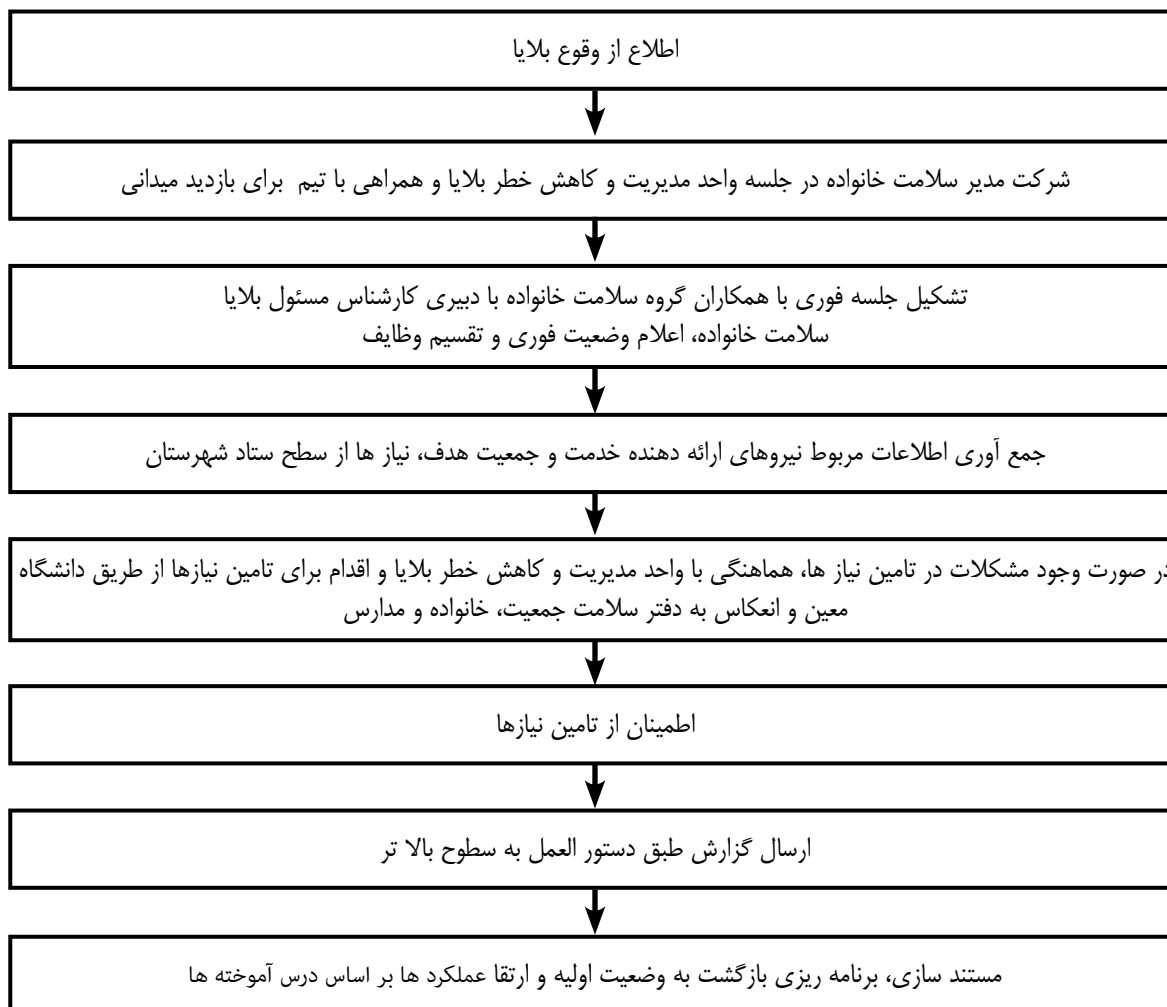 اطلاع از وقوع بلایا
شرکت مدیر سلامت خانواده در جلسه واحد مدیریت و کاهش خطر بلایا و همراهی با تیم برای بازدید میدانی
تشکیل جلسه فوری با همکاران گروه سلامت خانواده با دبیری کارشناس مسئول بلایا
سلامت خانواده، اعلام وضعیت فوری و تقسیم وظایف
جمع آوری اطلاعات مربوط نیروهای ارائه دهنده خدمت و جمعیت هدف، نیاز ها از سطح ستاد شهرستان
در صورت وجود مشکلات در تامین نیاز ها، هماهنگی با واحد مدیریت و کاهش خطر بلایا و اقدام برای تامین نیازها از طریق دانشگاه
معین و انعکاس به دفتر سلامت جمعیت، خانواده و مدارس
اطمینان از تامین نیازها
ارسال گزارش طبق دستور العمل به سطوح بالا تر
مستند سازی، برنامه ریزی بازگشت به وضعیت اولیه و ارتقا عملکرد ها بر اساس درس آموخته ها